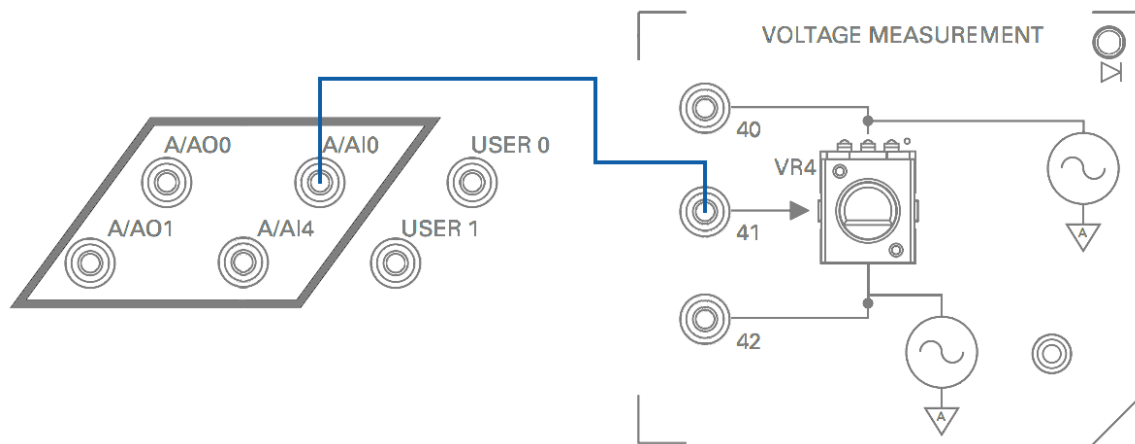 VOLTAGE MEASUREMENT
40
A/AO0
A/AI0
USER 0
VR4
41
A/AO1
A/AI4
USER 1
A
42
A